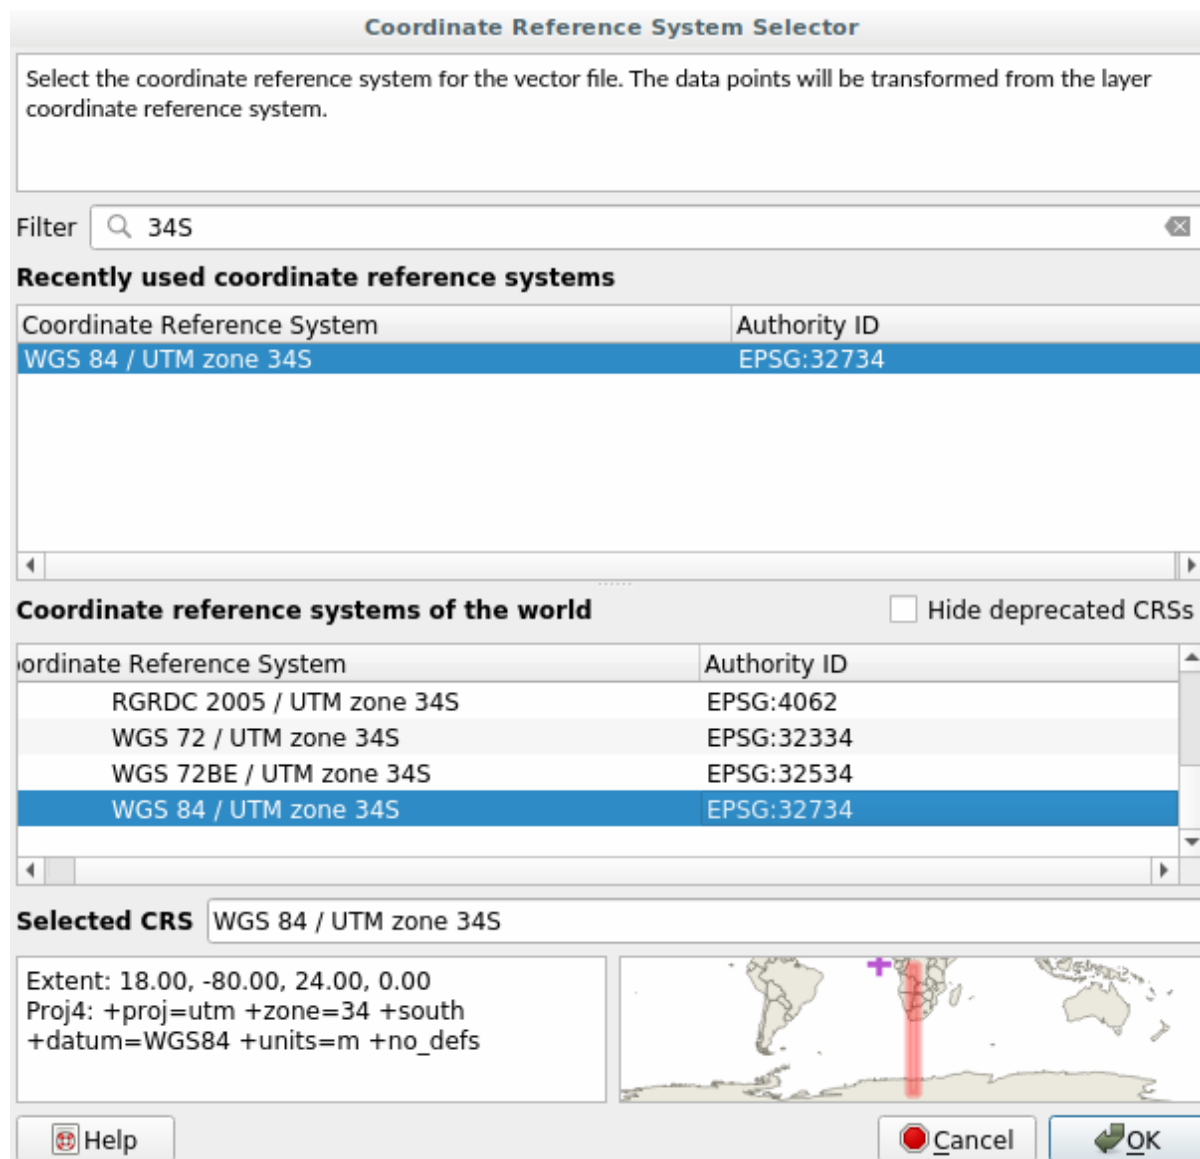 Coordinate Reference System Selector
Select the coordinate reference system for the vector file. The data points will be transformed from the layer
coordinate reference system.
Filter 34S
Recently used coordinate reference systems
Coordinate Reference System Authority ID
WGS 84 / UTM zone 34S EPSG:32734
Coordinate reference systems of the world Hide deprecated CRSs
ordinate Reference System Authority ID
RGRDC 2005 / UTM zone 34S EPSG:4062
WGS 72 / UTM zone 34S EPSG:32334
WGS 72BE / UTM zone 34S EPSG:32534
WGS 84 / UTM zone 34S EPSG:32734
Selected CRS WGS 84 / UTM zone 34S
Extent: 18.00, -80.00, 24.00, 0.00
Proj4: +proj=utm +zone=34 +south
+datum=WGS84 +units=m +no_defs
Help Cancel OK